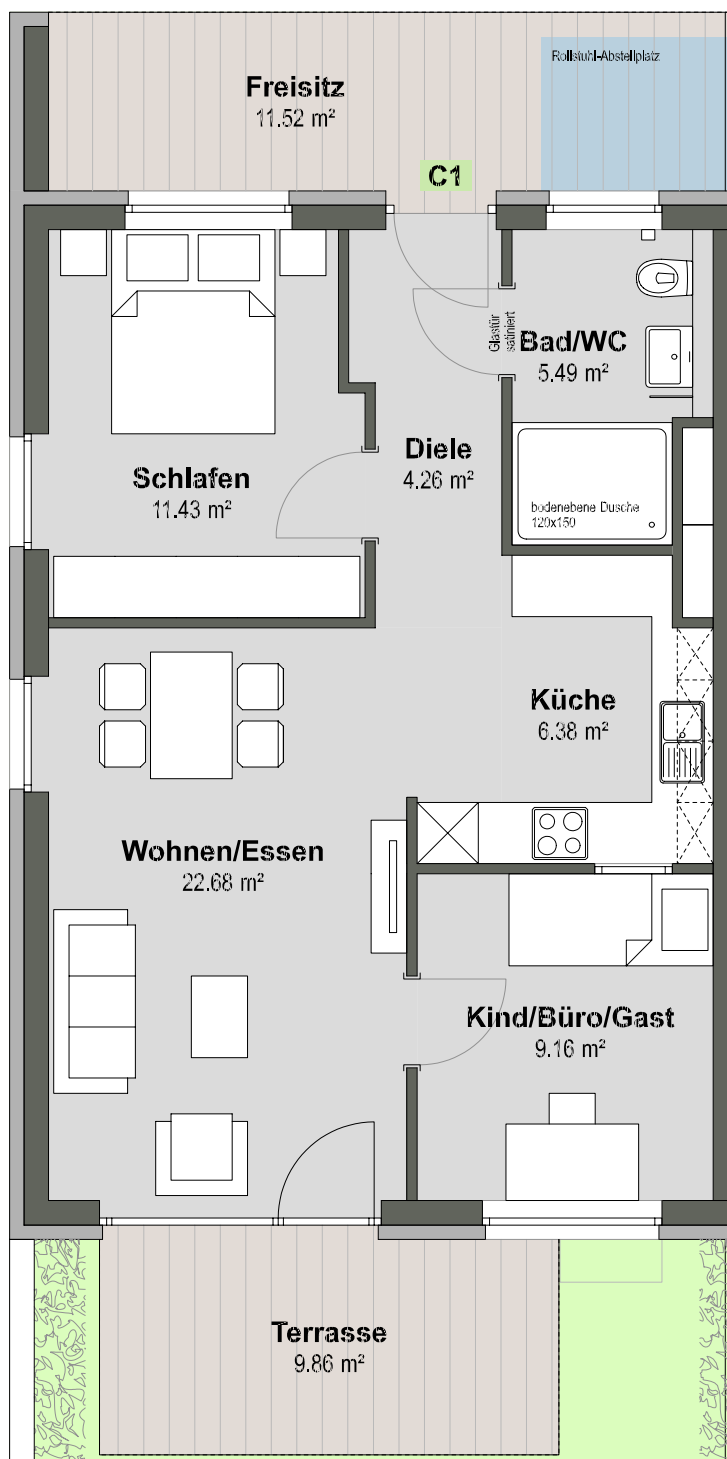 Rollstuhl-Abstellplatz
Freisitz
11.52 m²
C1
Glastür
satiniert
Bad/WC
5.49 m²
Diele
4.26 m²
Schlafen
11.43 m²
bodenebene Dusche
120x150
Küche
6.38 m²
Wohnen/Essen
22.68 m²
Kind/Büro/Gast
9.16 m²
Terrasse
9.86 m²